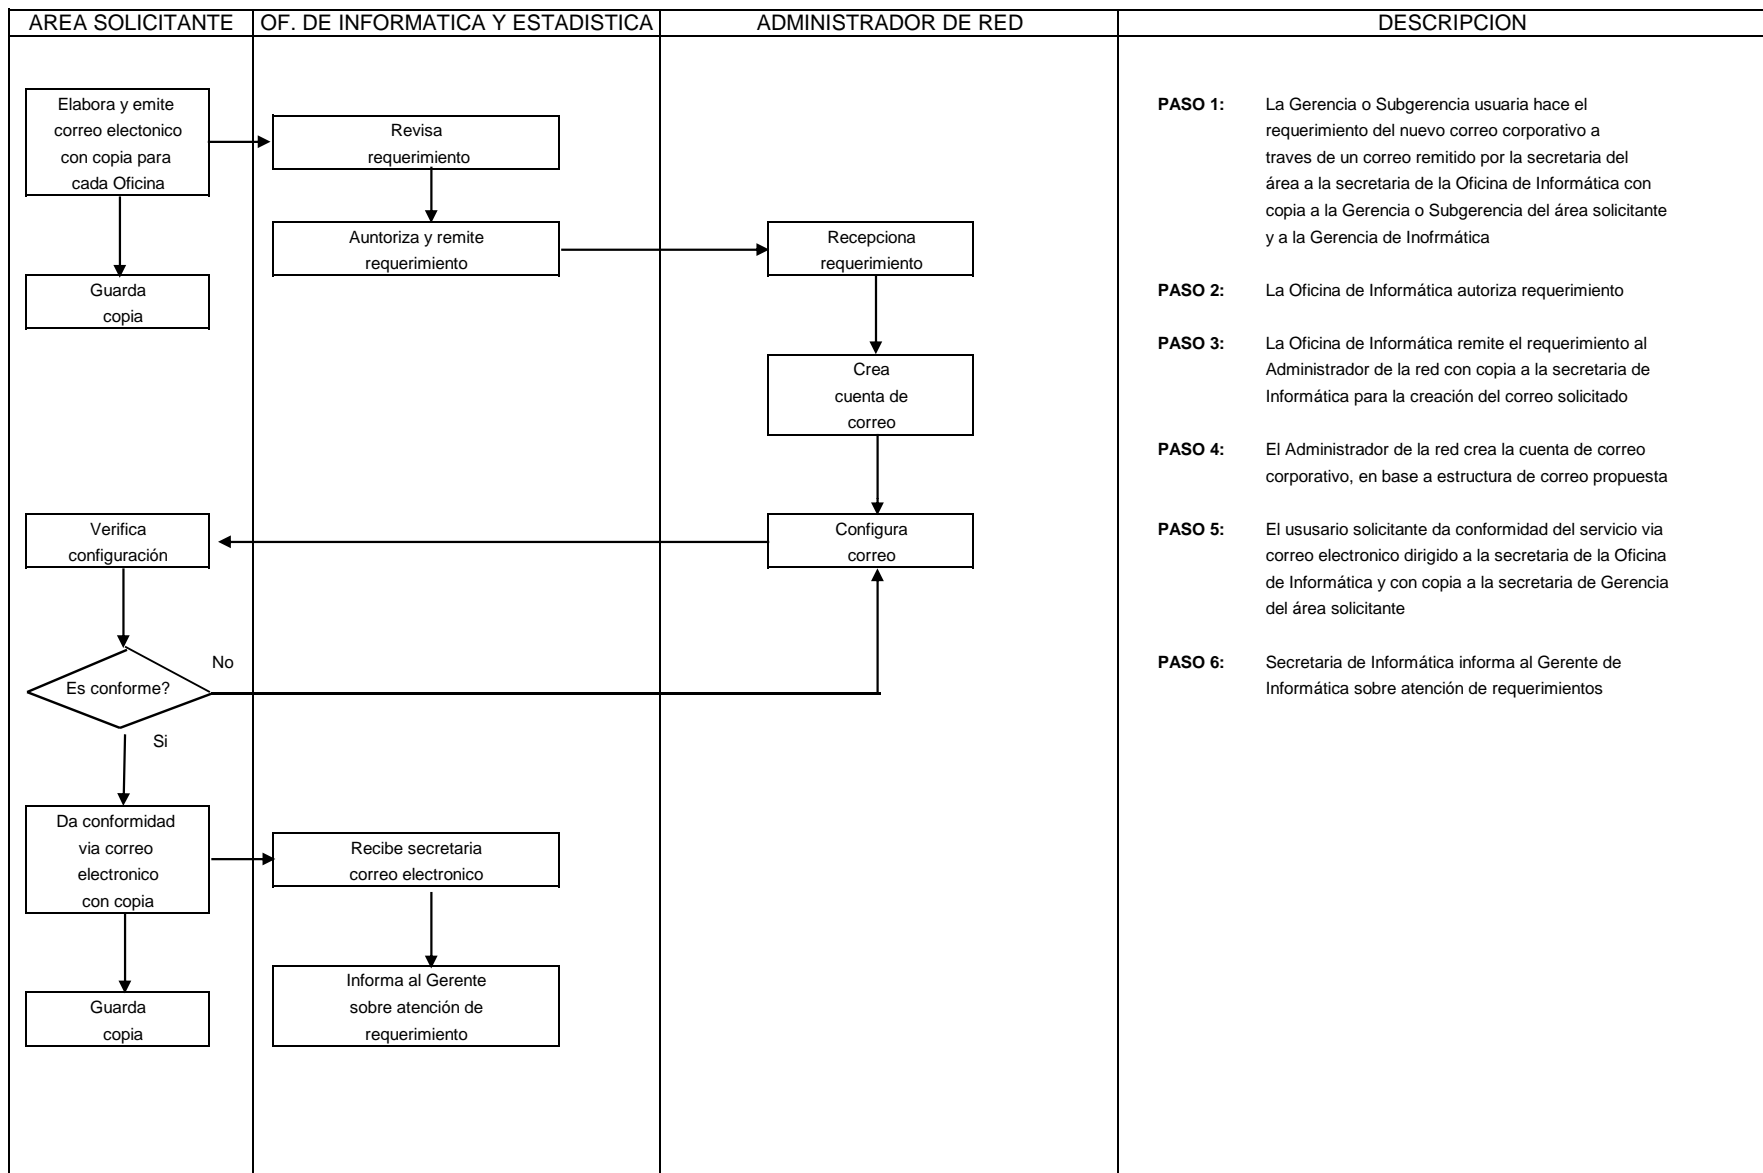 AREA SOLICITANTE
OF. DE INFORMATICA Y ESTADISTICA
ADMINISTRADOR DE RED
DESCRIPCION
Elabora y emite
correo electonico
con copia para
cada Oficina
Guarda
copia
Revisa
requerimiento
Auntoriza y remite
requerimiento
Recepciona
requerimiento
Crea
cuenta de
correo
Configura
correo
Verifica
configuración
Es conforme?
No
Si
Da conformidad
via correo
electronico
con copia
Guarda
copia
Recibe secretaria
correo electronico
Informa al Gerente
sobre atención de
requerimiento
PASO 1: La Gerencia o Subgerencia usuaria hace el
requerimiento del nuevo correo corporativo a
traves de un correo remitido por la secretaria del
área a la secretaria de la Oficina de Informática con
copia a la Gerencia o Subgerencia del área solicitante
y a la Gerencia de Inofrmática
PASO 2: La Oficina de Informática autoriza requerimiento
PASO 3: La Oficina de Informática remite el requerimiento al
Administrador de la red con copia a la secretaria de
Informática para la creación del correo solicitado
PASO 4: El Administrador de la red crea la cuenta de correo
corporativo, en base a estructura de correo propuesta
PASO 5: El ususario solicitante da conformidad del servicio via
correo electronico dirigido a la secretaria de la Oficina
de Informática y con copia a la secretaria de Gerencia
del área solicitante
PASO 6: Secretaria de Informática informa al Gerente de
Informática sobre atención de requerimientos